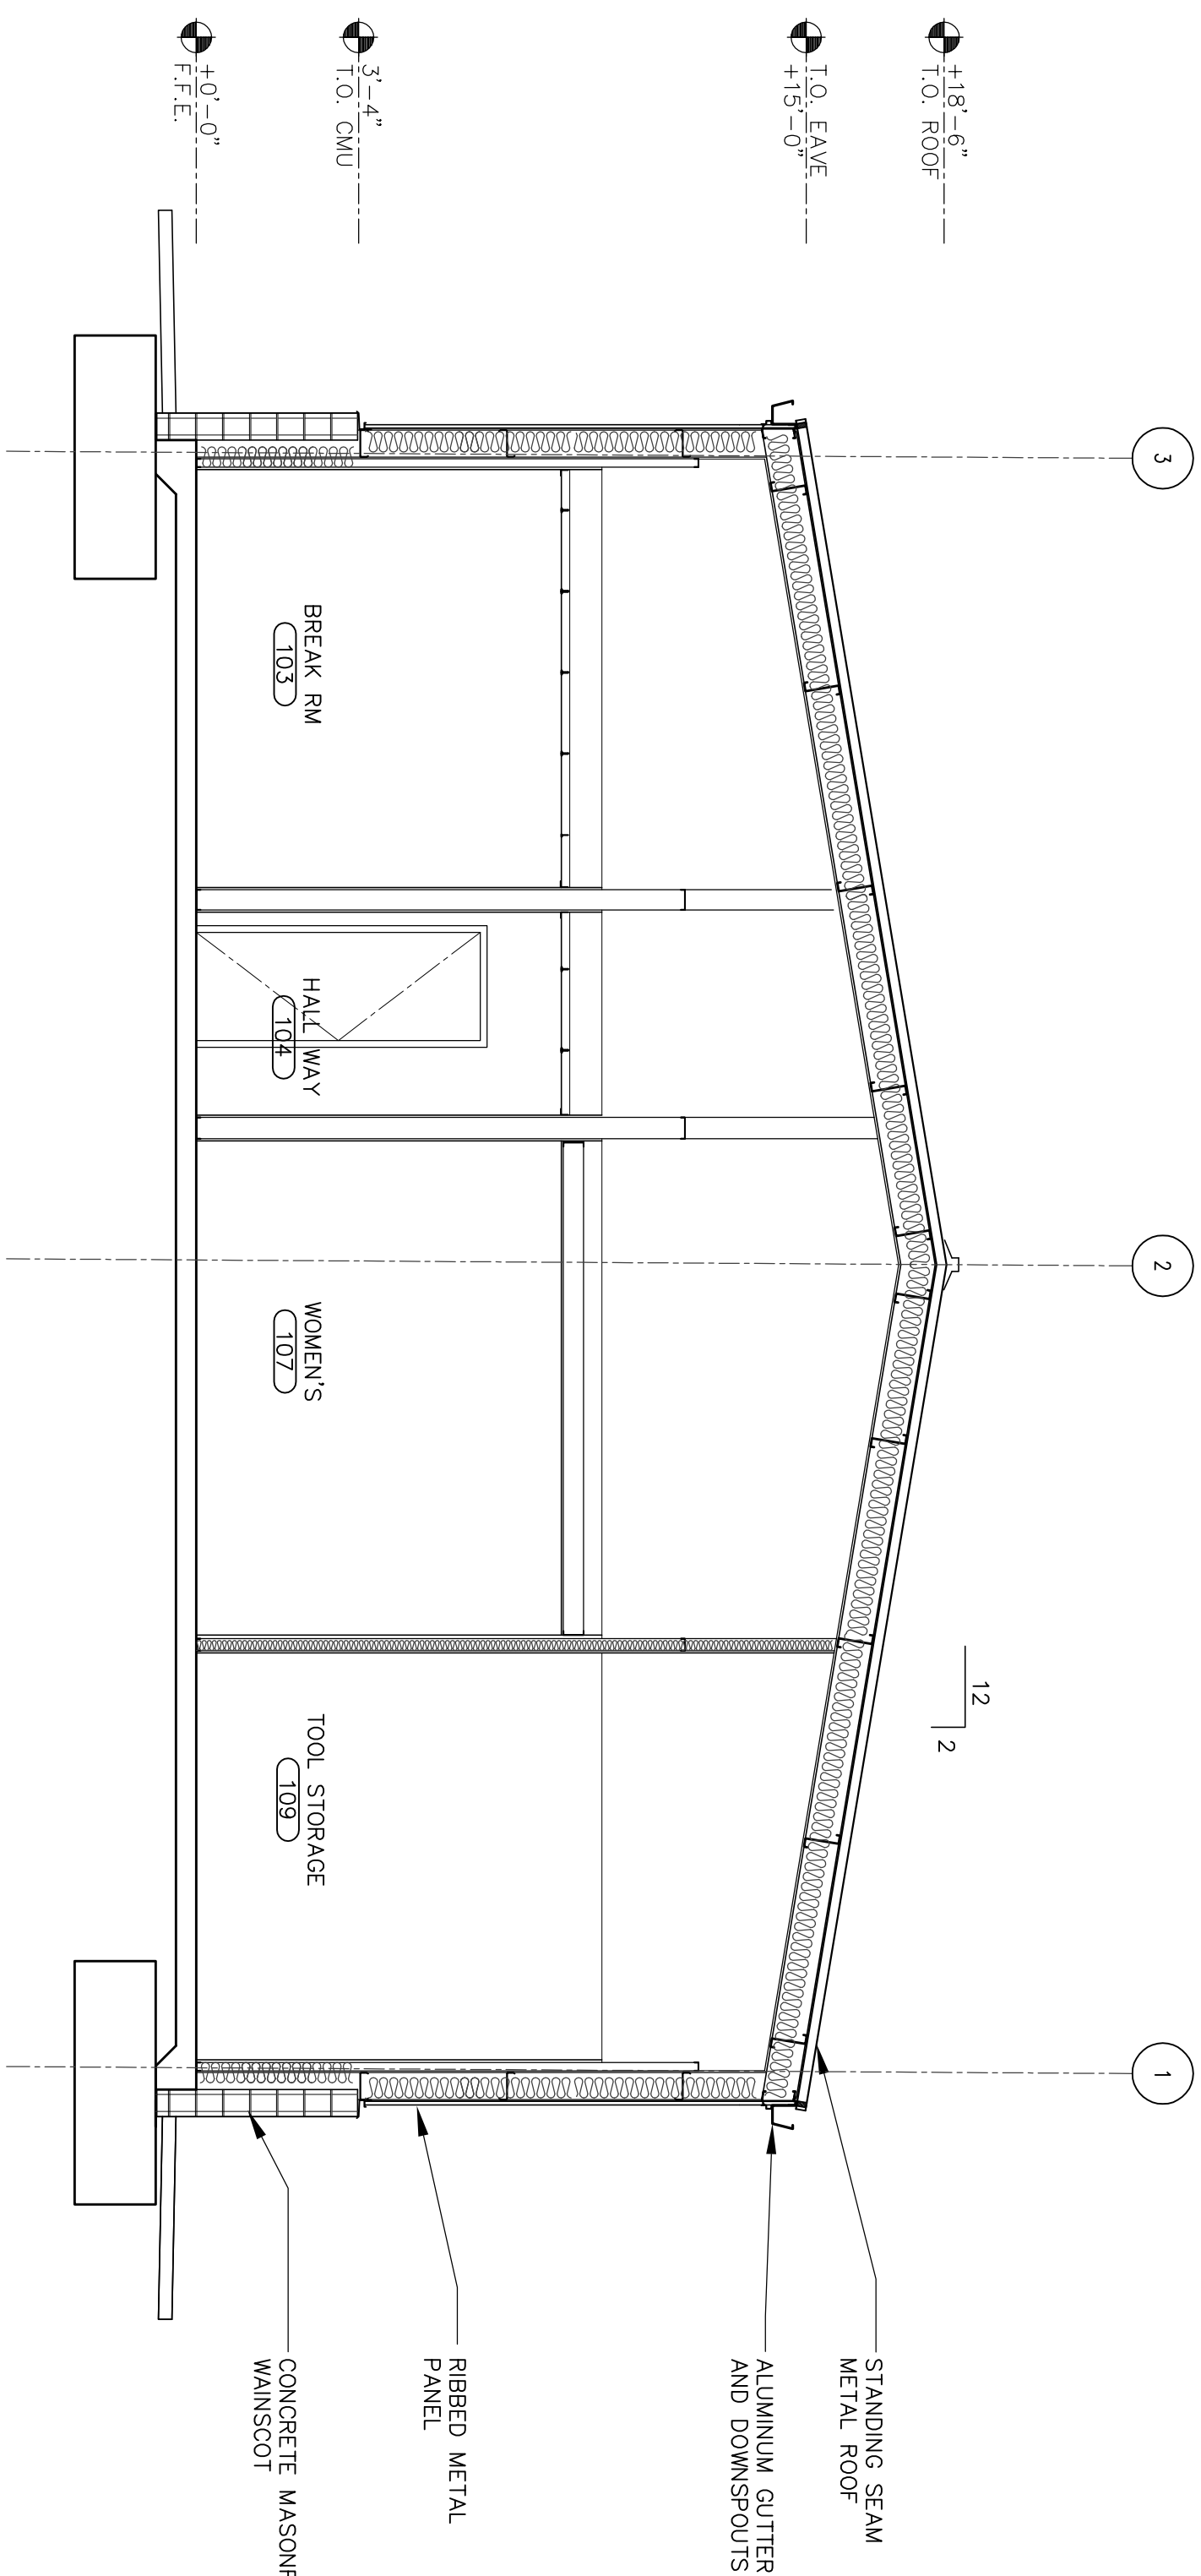 3
2
1
+18'-6"
T.O. ROOF
T.O. EAVE
+15'-0"
3'-4"
T.O. CMU
+0'-0"
F.F.E.
12
2
STANDING SEAM
METAL ROOF
ALUMINUM GUTTER
AND DOWNSPOUTS
RIBBED METAL
PANEL
CONCRETE
WAINSCOT
BREAK RM
103
HALL WAY
104
WOMEN'S
107
TOOL STORAGE
109